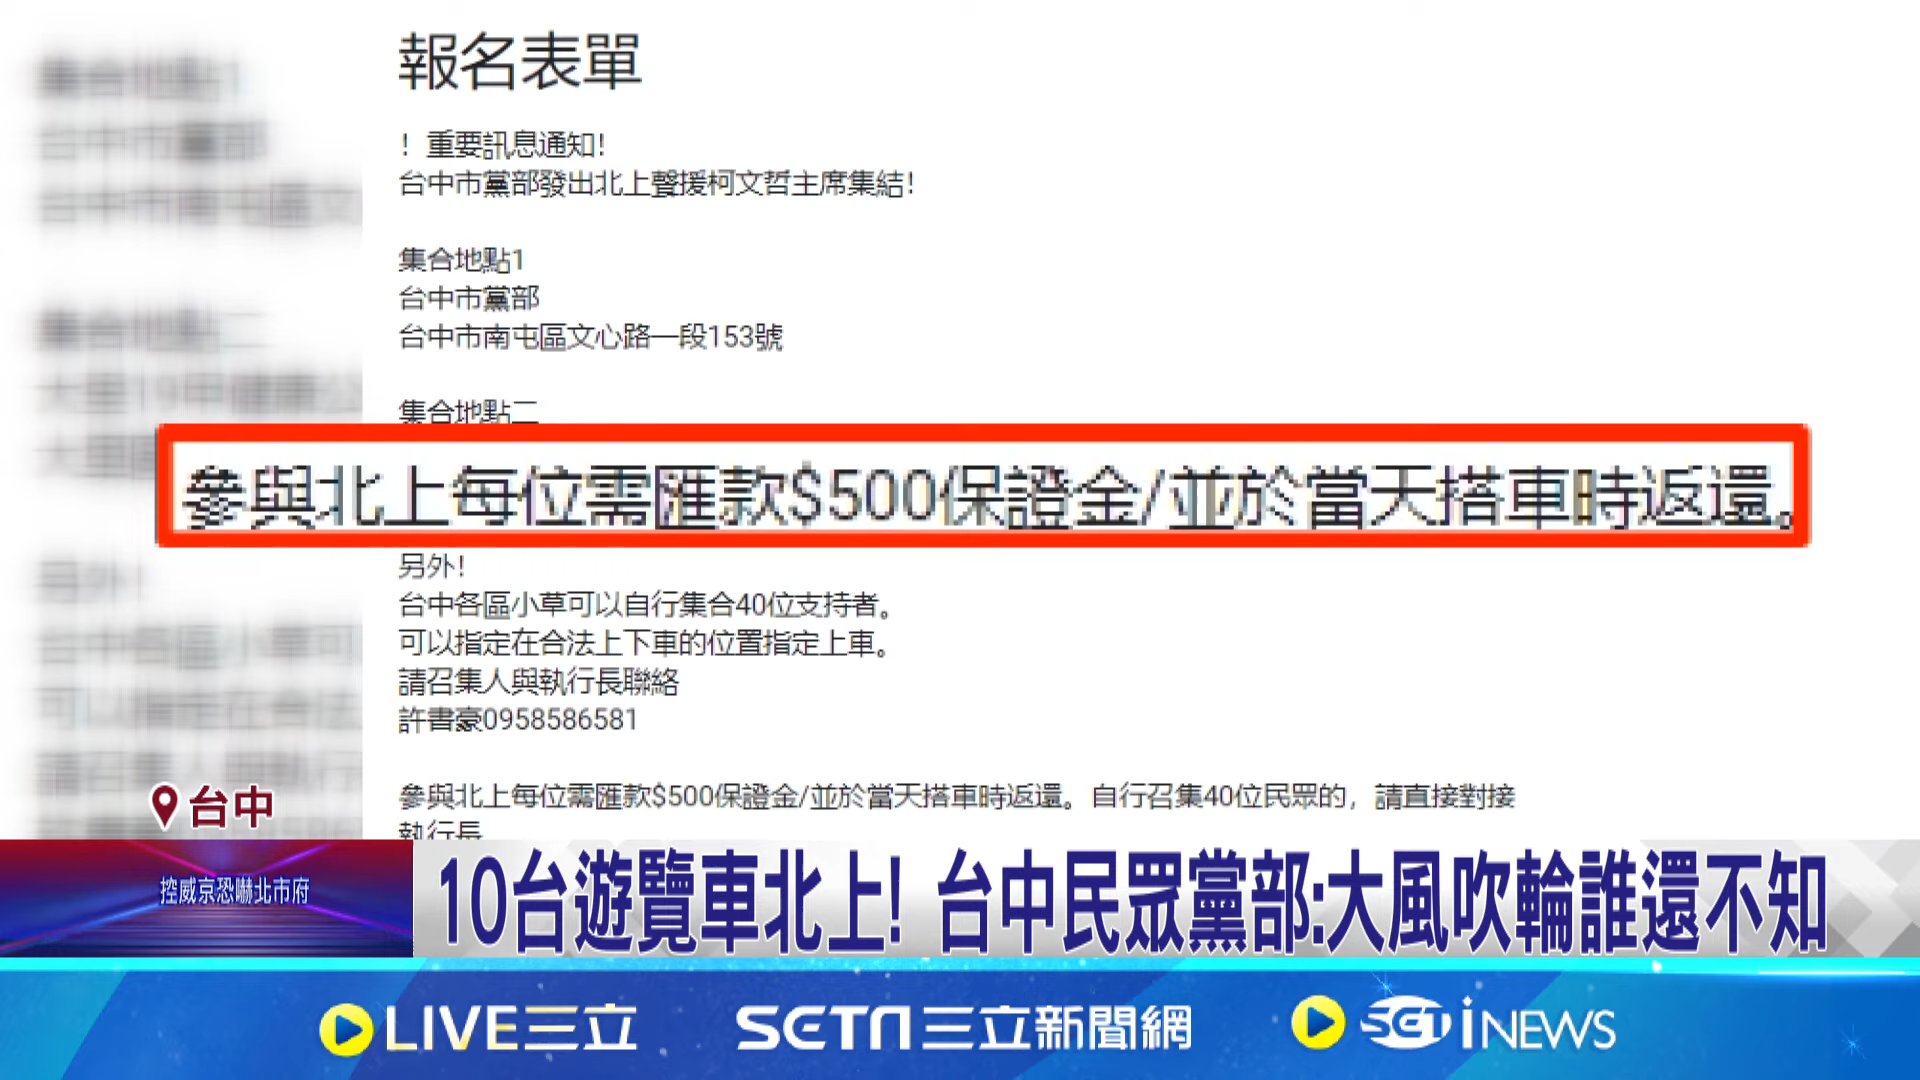 報名表單
！重要訊息通知！
台中市黨部發出北上聲援柯文哲主席集結！
集合地點1
台中市黨部
台中市南屯區文心路一段153號
集合地點二
參與北上每位需匯款$500保證金/並於當天搭車時返還。
另外！
台中各區小草可以自行集合40位支持者。
可以指定在合法上下車的位置指定上車。
請召集人與執行長聯絡
許書豪0958586581
參與北上每位需匯款$500保證金/並於當天搭車時返還。自行召集40位民眾的，請直接對接
執行長
台中
控威京恐嚇北市府
10台遊覽車北上！台中民眾黨部:大風吹輪誰還不知
LIVE三立
SETN三立新聞網
SETiNEWS